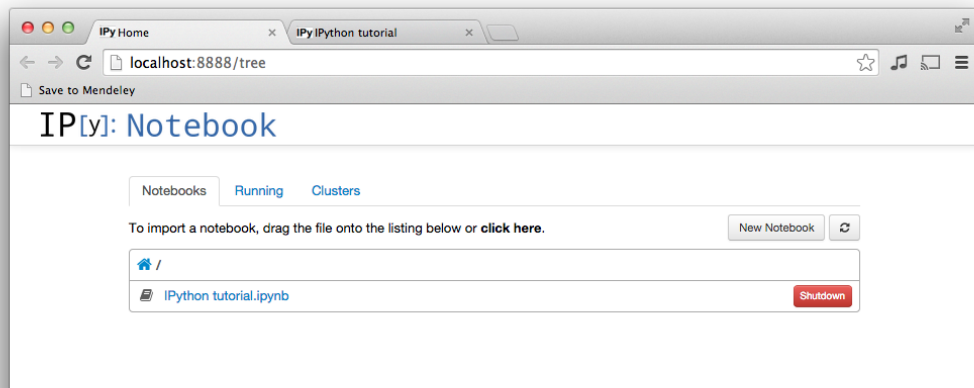 IPy Home × IPy IPython tutorial ×
localhost:8888/tree
Save to Mendeley
IP[y]: Notebook
Notebooks Running Clusters
To import a notebook, drag the file onto the listing below or click here. New Notebook
/
IPython tutorial.ipynb Shutdown